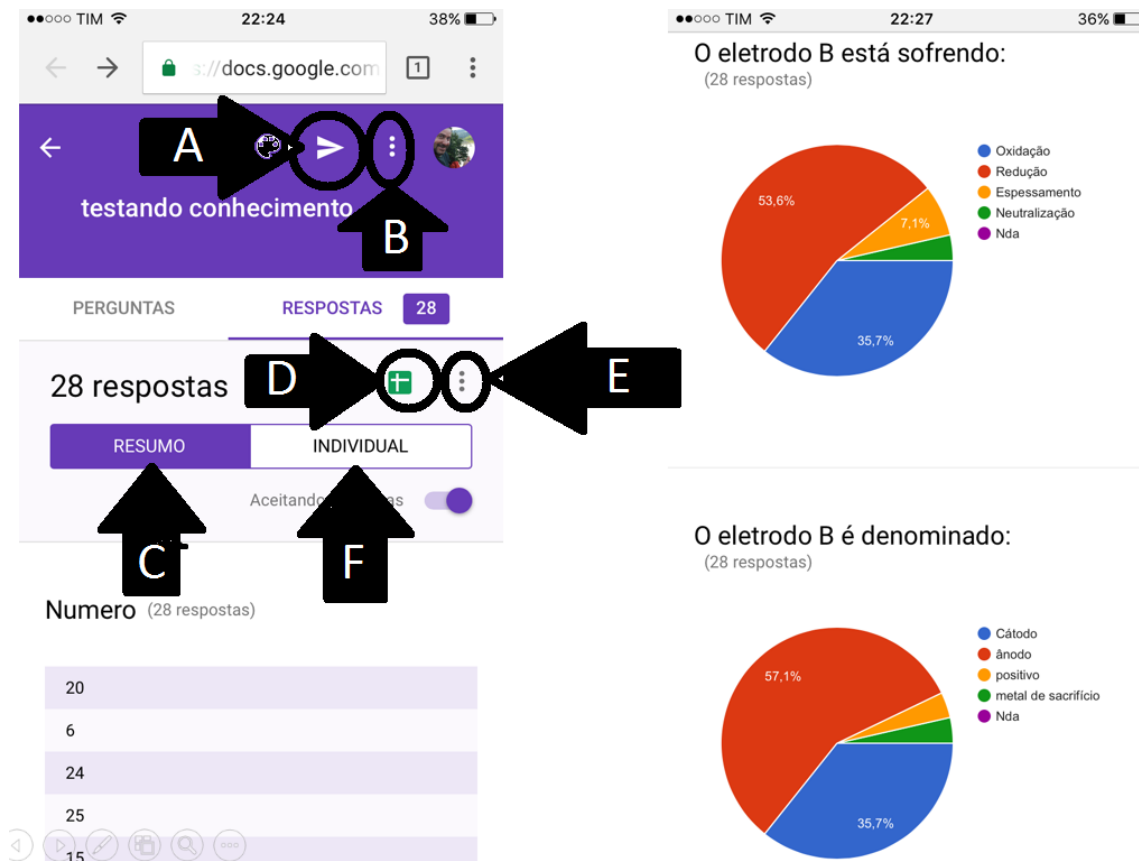 TIM 22:24 38%
s://docs.google.com 1
A
testando conhecimento
B
PERGUNTAS RESPOSTAS 28
28 respostas D E
RESUMO INDIVIDUAL
Aceitando as
C F
Numero (28 respostas)
20
6
24
25
15
TIM 22:27 36%
O eletrodo B está sofrendo:
(28 respostas)
53,6%
7,1%
35,7%
Oxidação
Redução
Espessamento
Neutralização
Nda
O eletrodo B é denominado:
(28 respostas)
57,1%
35,7%
Cátodo
ânodo
positivo
metal de sacrifício
Nda